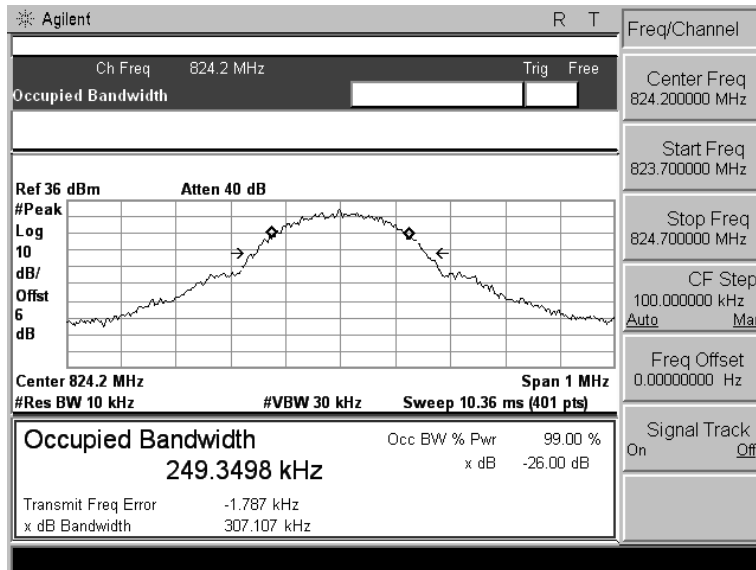 Agilent R T
Freq/Channel
Ch Freq 824.2 MHz Trig Free
Occupied Bandwidth
Center Freq
824.200000 MHz
Start Freq
823.700000 MHz
Stop Freq
824.700000 MHz
CF Step
100.000000 kHz
Auto Ma
Freq Offset
0.00000000 Hz
Signal Track
On Off
Ref 36 dBm Atten 40 dB
#Peak
Log
10
dB/
Offst
6
dB
Center 824.2 MHz Span 1 MHz
#Res BW 10 kHz #VBW 30 kHz Sweep 10.36 ms (401 pts)
Occupied Bandwidth
249.3498 kHz
Occ BW % Pwr 99.00 %
x dB -26.00 dB
Transmit Freq Error -1.787 kHz
x dB Bandwidth 307.107 kHz